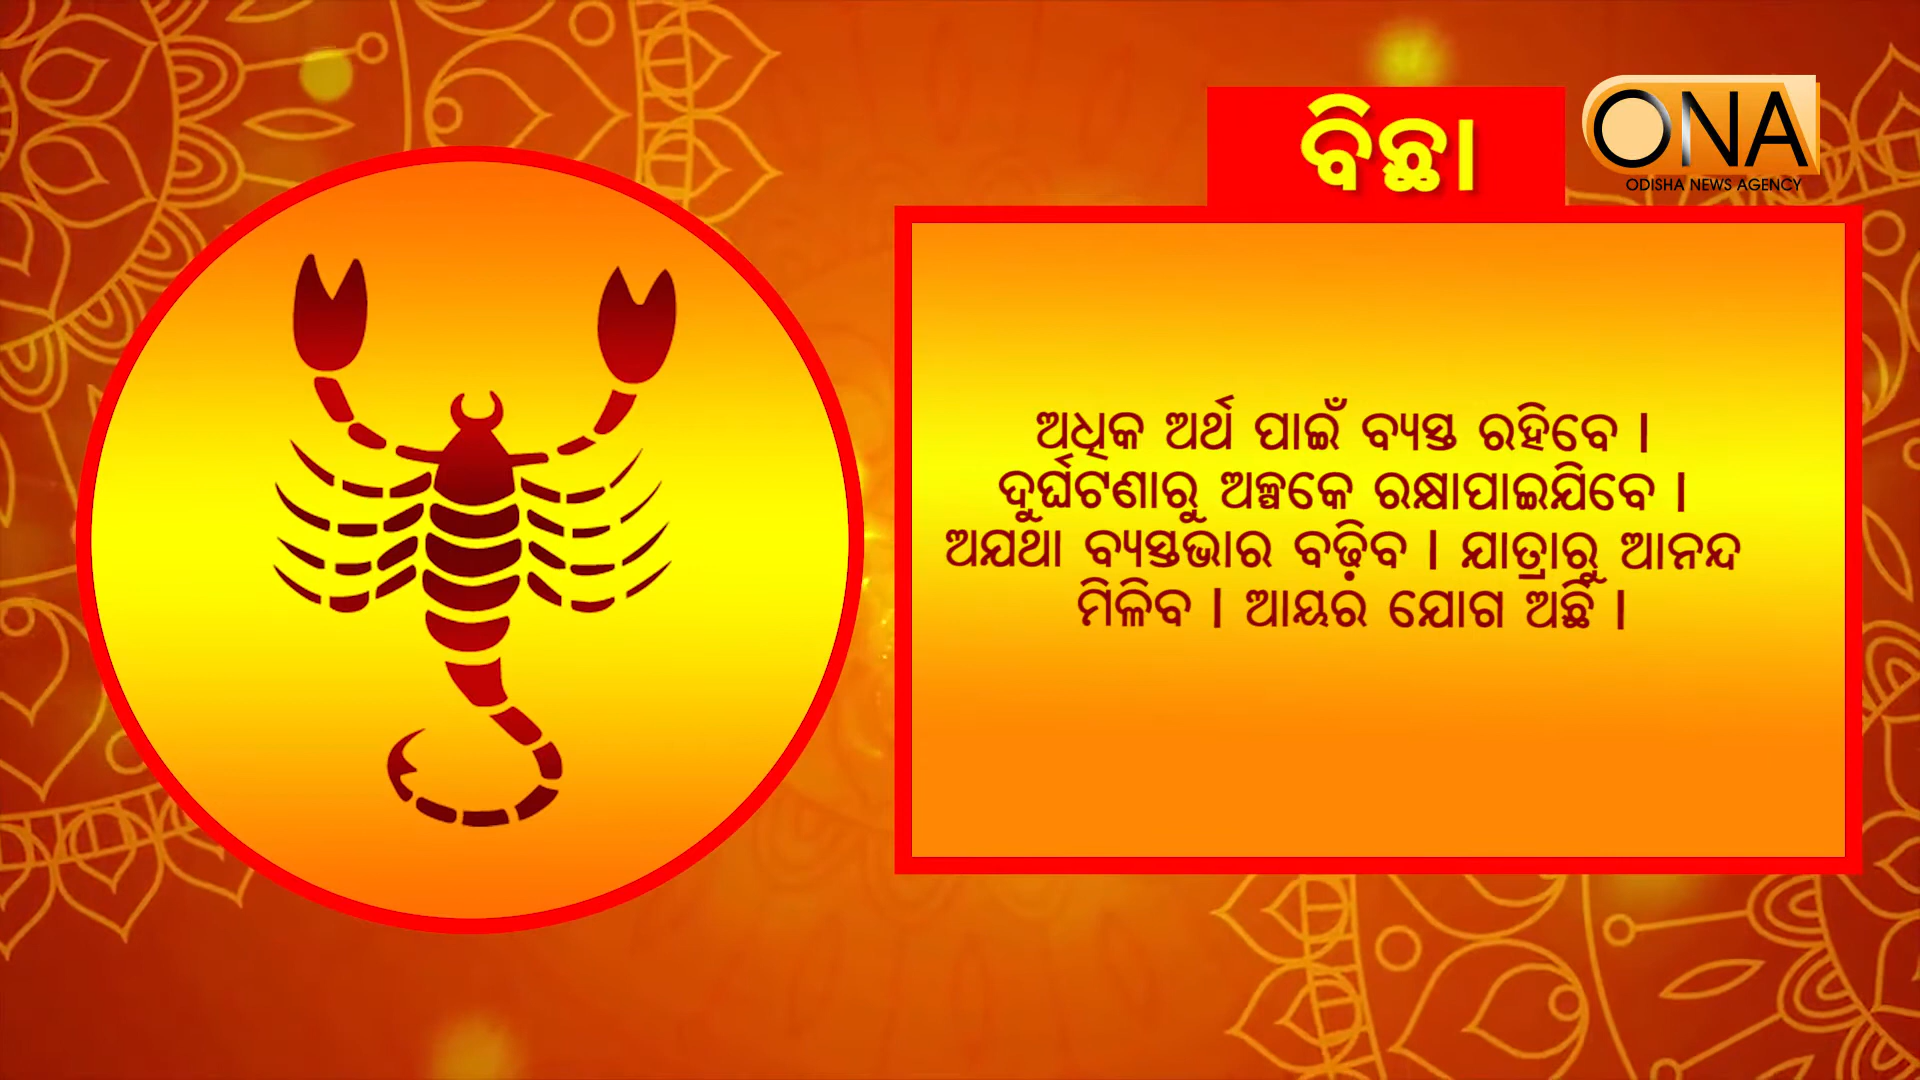 ବିଛା
ONA
ODISHA NEWS AGENCY
ଅଧିକ ଅର୍ଥ ପାଇଁ ବ୍ୟସ୍ତ ରହିବେ ।
ଦୁର୍ଘଟଣାରୁ ଅଳ୍ପକେ ରକ୍ଷାପାଇଯିବେ ।
ଅଯଥା ବ୍ୟସ୍ତଭାର ବଢ଼ିବ । ଯାତ୍ରାରୁ ଆନନ୍ଦ
ମିଳିବ । ଆୟର ଯୋଗ ଅଛି ।